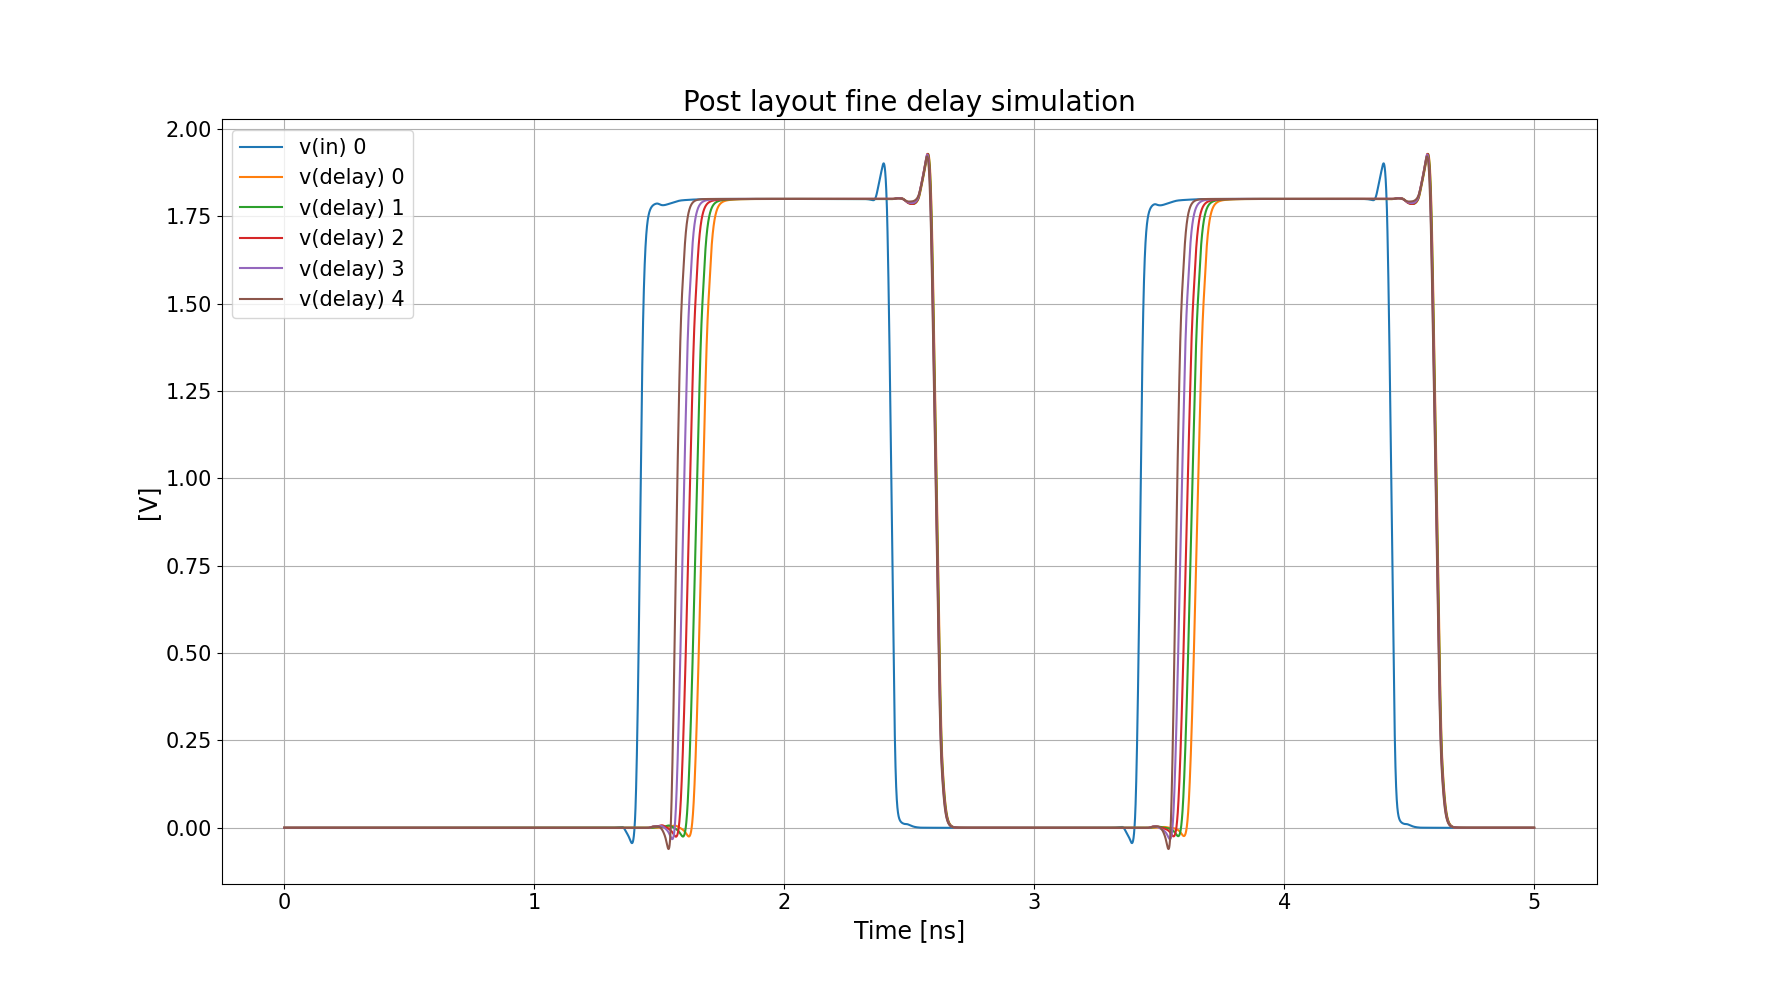 Post layout fine delay simulation
2.00
1.75
1.50
1.25
1.00
0.75
0.50
0.25
0.00
[V]
v(in) 0
v(delay) 0
v(delay) 1
v(delay) 2
v(delay) 3
v(delay) 4
0 1 2 3 4 5
Time [ns]